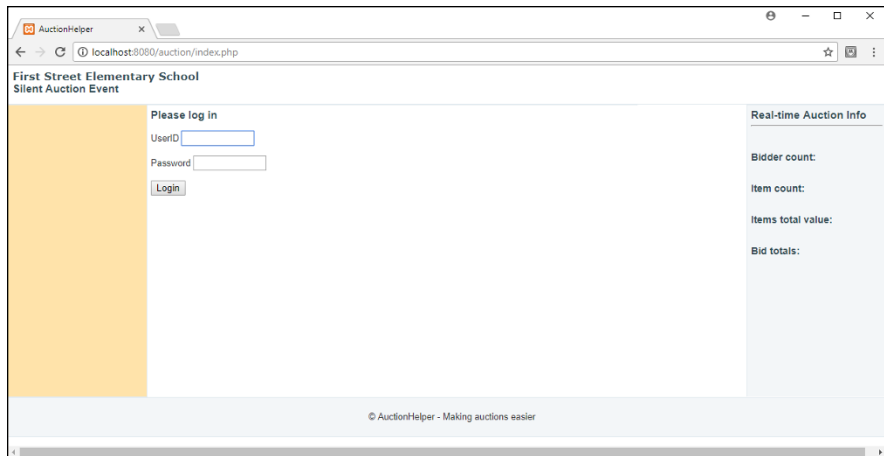 AuctionHelper
localhost:8080/auction/index.php
First Street Elementary School
Silent Auction Event
Please log in
UserID
Password
Login
Real-time Auction Info
Bidder count:
Item count:
Items total value:
Bid totals:
© AuctionHelper - Making auctions easier